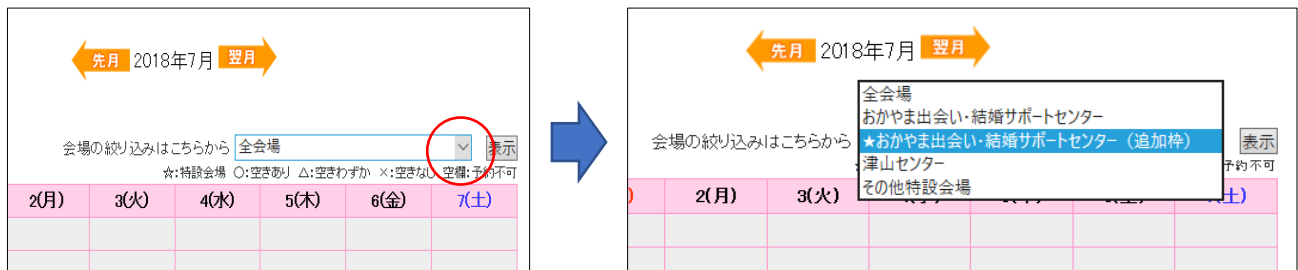 先月 2018年7月 翌月
会場の絞り込みはこちらから 全会場 表示
☆:特設会場 ○:空きあり △:空きわずか ×:空きなし 空欄:予約不可
2(月) 3(火) 4(水) 5(木) 6(金) 7(土)
先月 2018年7月 翌月
全会場
おかやま出会い・結婚サポートセンター
会場の絞り込みはこちらから ★おかやま出会い・結婚サポートセンター（追加枠） 表示
津山センター 予約不可
その他特設会場
) 2(月) 3(火) (土)